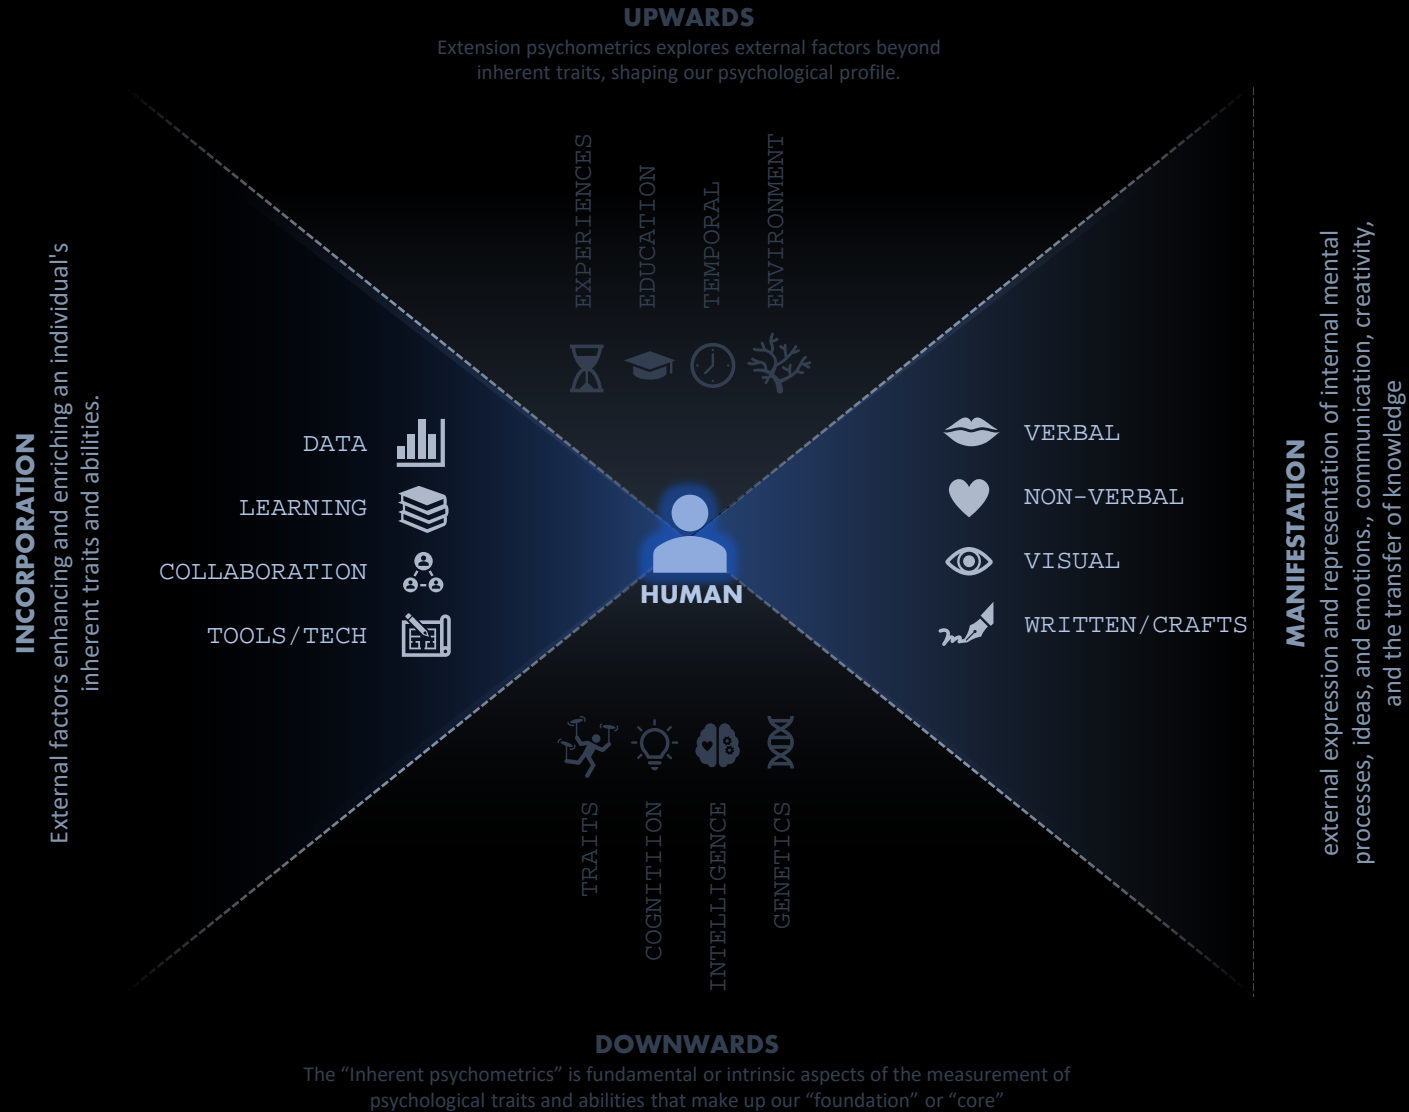 UPWARDS
Extension psychometrics explores external factors beyond
inherent traits, shaping our psychological profile.
EXPERIENCES
EDUCATION
TEMPORAL
ENVIRONMENT
INCORPORATION
External factors enhancing and enriching an individual's
inherent traits and abilities.
DATA
LEARNING
COLLABORATION
TOOLS/TECH
HUMAN
VERBAL
NON-VERBAL
VISUAL
WRITTEN/CRAFTS
MANIFESTATION
external expression and representation of internal mental
processes, ideas, and emotions., communication, creativity,
and the transfer of knowledge
TRAITS
COGNITIION
INTELLIGENCE
GENETICS
DOWNWARDS
The “Inherent psychometrics” is fundamental or intrinsic aspects of the measurement of
psychological traits and abilities that make up our “foundation” or “core”